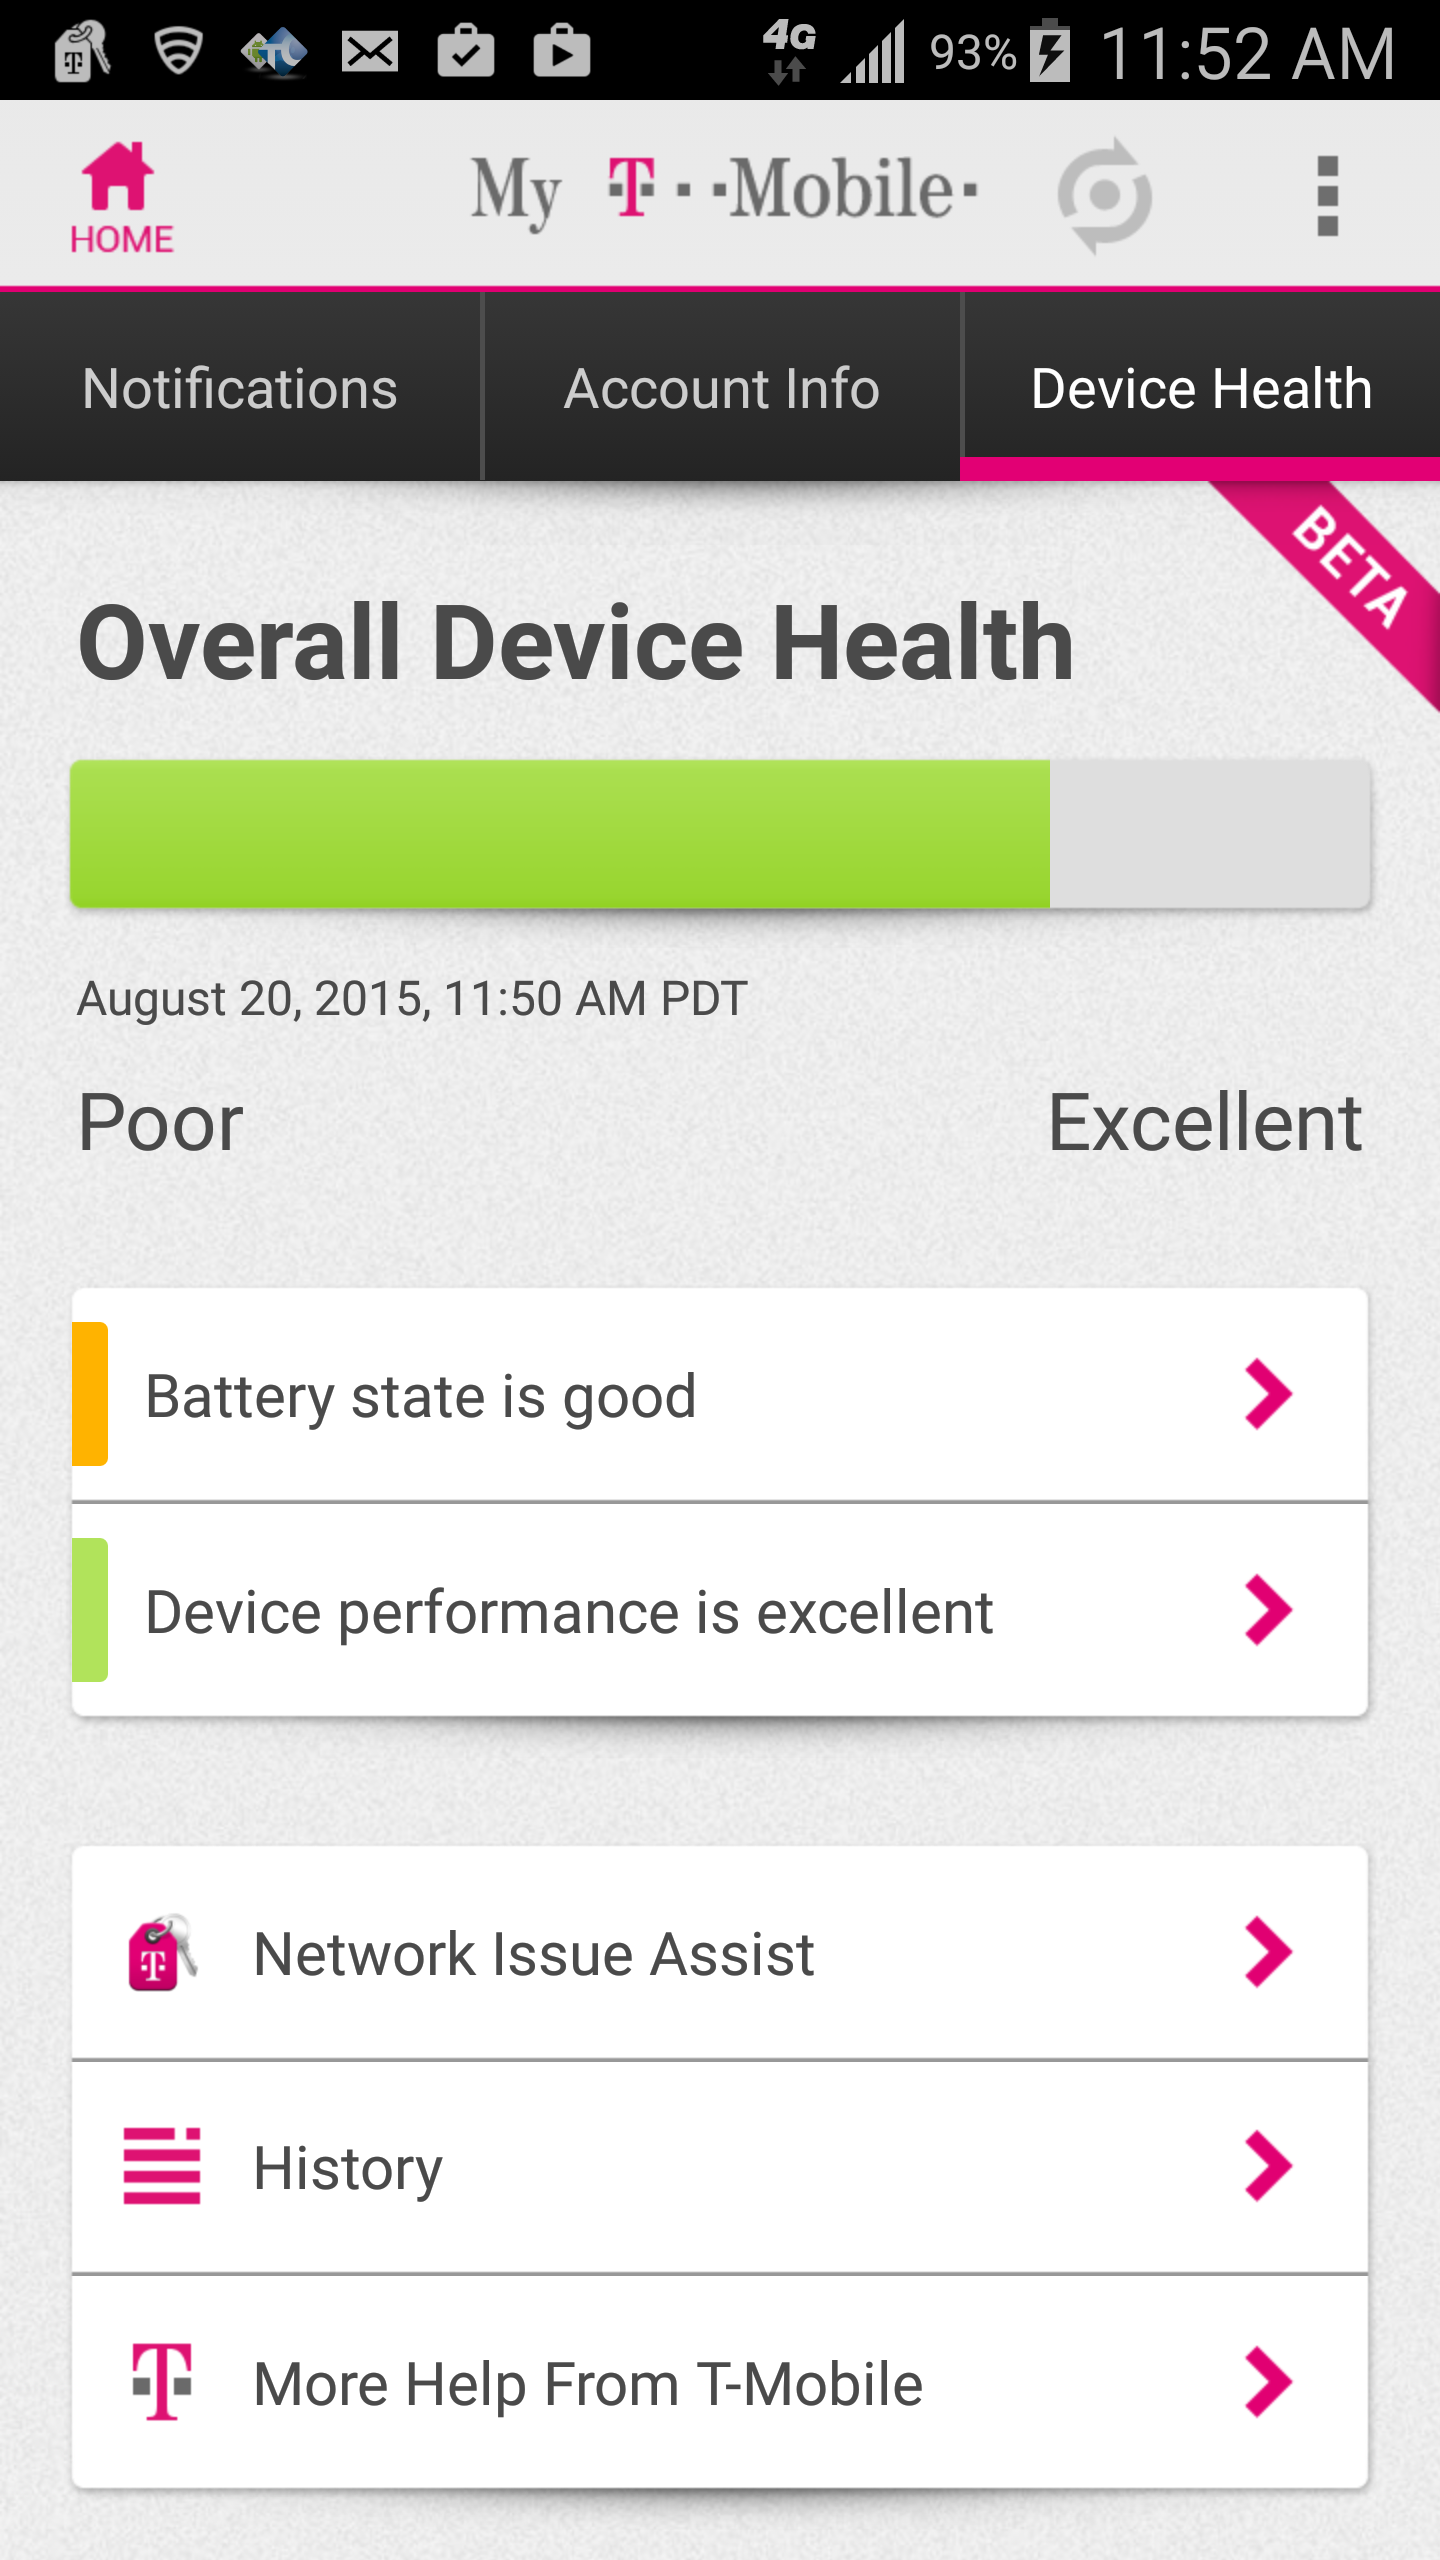 4G 93% 11:52 AM
HOME
My T··Mobile·
Notifications Account Info Device Health
BETA
Overall Device Health
August 20, 2015, 11:50 AM PDT
Poor Excellent
Battery state is good
Device performance is excellent
Network Issue Assist
History
More Help From T-Mobile